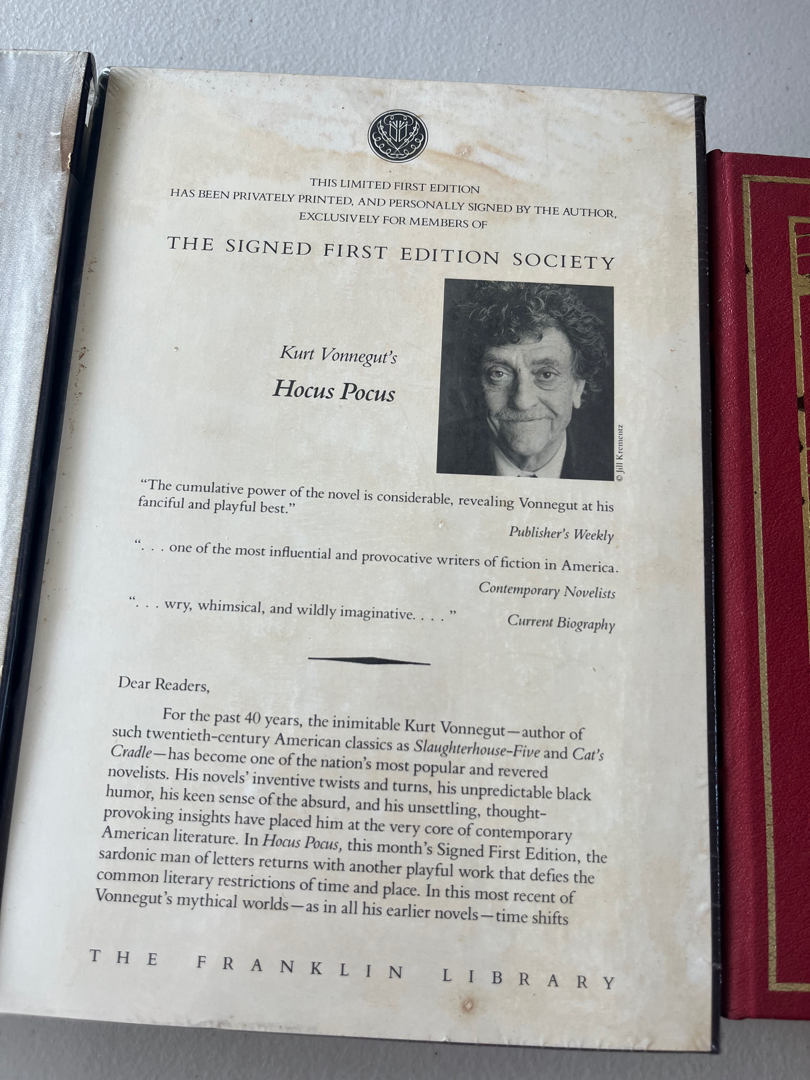 THIS LIMITED FIRST EDITION
HAS BEEN PRIVATELY PRINTED, AND PERSONALLY SIGNED BY THE AUTHOR,
EXCLUSIVELY FOR MEMBERS OF
THE SIGNED FIRST EDITION SOCIETY
Kurt Vonnegut's
Hocus Pocus
© Jill Krementz
“The cumulative power of the novel is considerable, revealing Vonnegut at his
fanciful and playful best.”
Publisher's Weekly
“. . . one of the most influential and provocative writers of fiction in America.
Contemporary Novelists
“. . . wry, whimsical, and wildly imaginative. . . . ”
Current Biography
Dear Readers,
For the past 40 years, the inimitable Kurt Vonnegut—author of
such twentieth-century American classics as Slaughterhouse-Five and Cat's
Cradle—has become one of the nation's most popular and revered
novelists. His novels' inventive twists and turns, his unpredictable black
humor, his keen sense of the absurd, and his unsettling, thought-
provoking insights have placed him at the very core of contemporary
American literature. In Hocus Pocus, this month's Signed First Edition, the
sardonic man of letters returns with another playful work that defies the
common literary restrictions of time and place. In this most recent of
Vonnegut's mythical worlds—as in all his earlier novels—time shifts
THE FRANKLIN LIBRARY